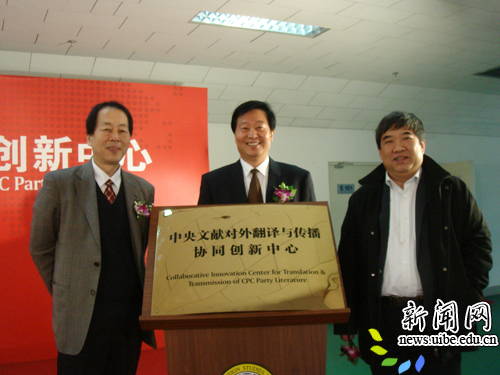 创新中心
PC Party
中央文献对外翻译与传播
协同创新中心
Collaborative Innovation Center for Translation &
Transmission of CPC Party Literature
新闻网
news.uibe.edu.cn